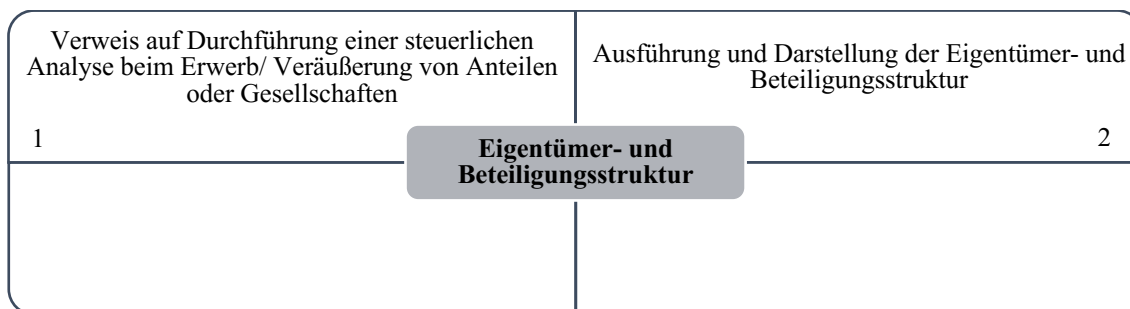 Verweis auf Durchführung einer steuerlichen
Analyse beim Erwerb/ Veräußerung von Anteilen
oder Gesellschaften
1
Ausführung und Darstellung der Eigentümer- und
Beteiligungsstruktur
2
Eigentümer- und
Beteiligungsstruktur